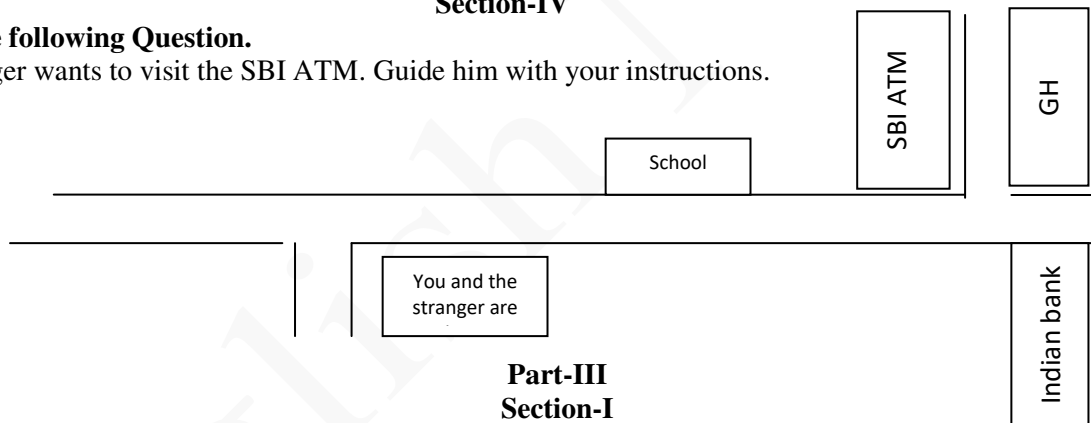 Section-IV
following Question.
wants to visit the SBI ATM. Guide him with your instructions.
SBI ATM
GH
School
You and the
stranger are
Indian bank
Part-III
Section-I